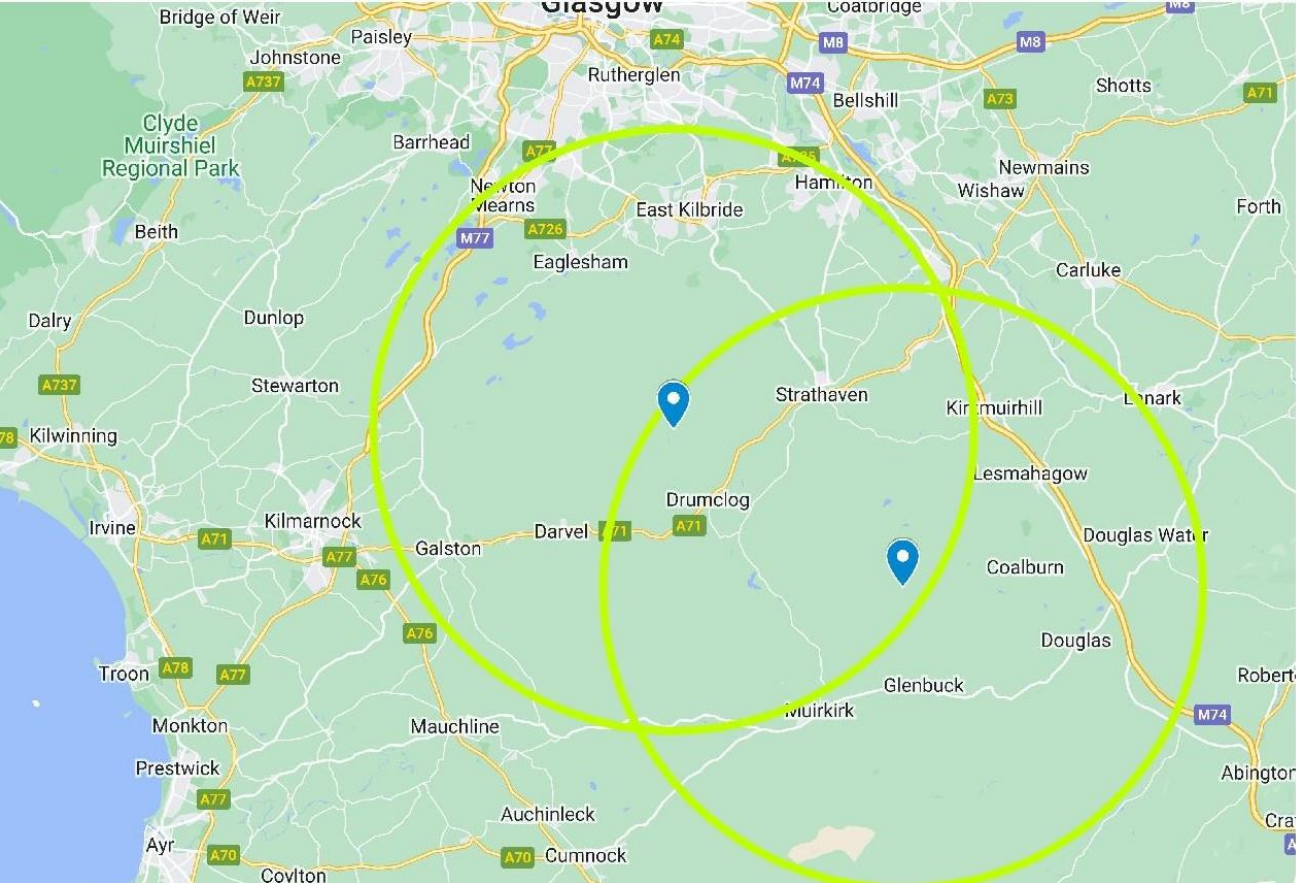 Glasgow
Coatbridge
M8
Bridge of Weir
Paisley
A74
M8
M8
Johnstone
Rutherglen
A737
M74
Bellshill
A73
Shotts
A71
Clyde
Muirshiel
Regional Park
Barrhead
A77
Hamilton
Newmains
Newton
Mearns
East Kilbride
Wishaw
Forth
Beith
M77
A726
Eaglesham
Carluke
Dalry
Dunlop
A737
Stewarton
Strathaven
Lanark
Kirkmuirhill
78
Kilwinning
Lesmahagow
Drumclog
Irvine
Kilmarnock
A71
A77
Galston
Darvel
A71
A71
Douglas Water
A76
Coalburn
A76
Douglas
Troon
A78
A77
Glenbuck
Robert
Monkton
Mauchline
Muirkirk
M74
Prestwick
Abington
A77
Auchinleck
Cra
A
Ayr
A70
A70
Cumnock
Coylton